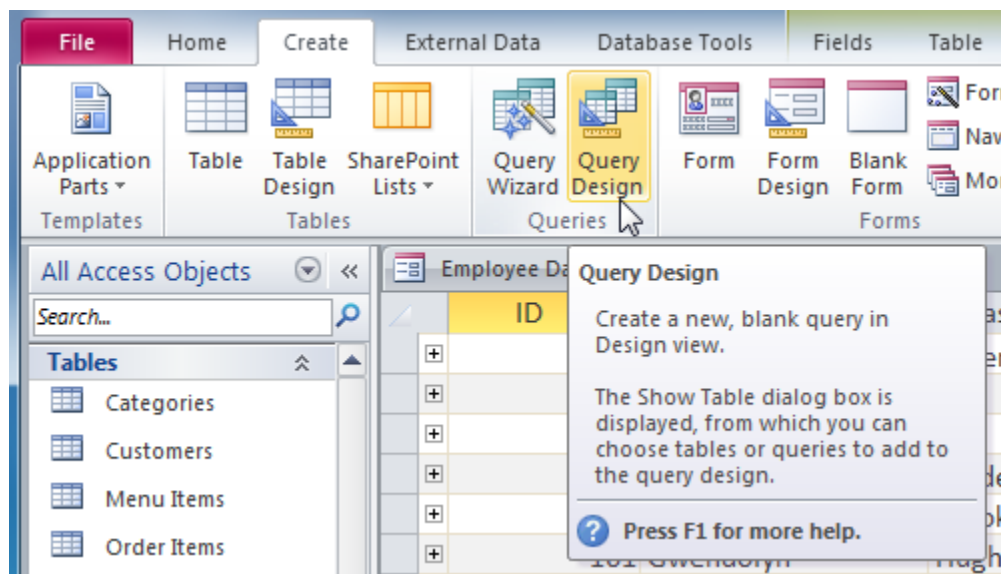 File Home Create External Data Database Tools Fields Table
Application Parts Table Table Design SharePoint Lists Query Wizard Query Design Form Form Design Blank Form
Templates Tables Queries Forms
All Access Objects
Search...
Tables
Categories
Customers
Menu Items
Order Items
ID
Query Design
Create a new, blank query in
Design view.
The Show Table dialog box is
displayed, from which you can
choose tables or queries to add to
the query design.
Press F1 for more help.